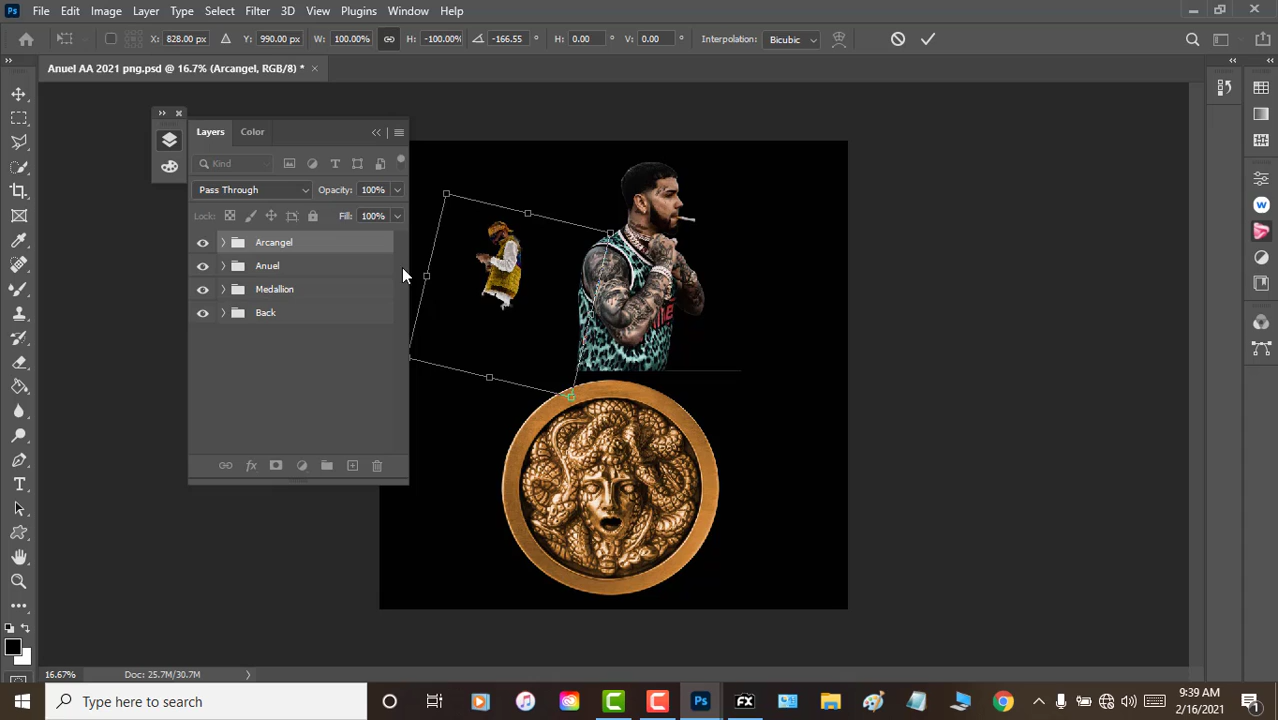 Ps File Edit Image Layer Type Select Filter 3D View Plugins Window Help
X: 828.00 px Y: 990.00 px W: 100.00% H: -100.00% -166.55 ° H: 0.00 ° V: 0.00 ° Interpolation: Bicubic
Anuel AA 2021 png.psd @ 16.7% (Arcangel, RGB/8) * ×
Layers Color
Kind
Pass Through Opacity: 100%
Lock: Fill: 100%
Arcangel
Anuel
Medallion
Back
16.67% Doc: 25.7M/30.7M
Type here to search
Ps
FX
9:39 AM
2/16/2021